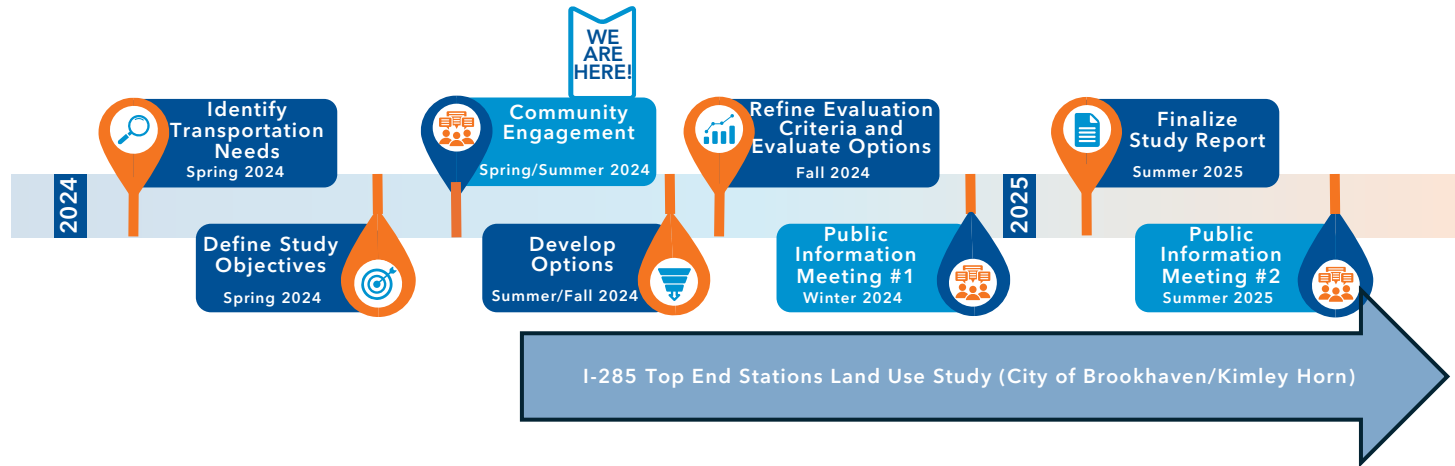 WE
ARE
HERE!
2024
Identify
Transportation
Needs
Spring 2024
Define Study
Objectives
Spring 2024
Community
Engagement
Spring/Summer 2024
Develop
Options
Summer/Fall 2024
Refine Evaluation
Criteria and
Evaluate Options
Fall 2024
Public
Information
Meeting #1
Winter 2024
2025
Finalize
Study Report
Summer 2025
Public
Information
Meeting #2
Summer 2025
I-285 Top End Stations Land Use Study (City of Brookhaven/Kimley Horn)